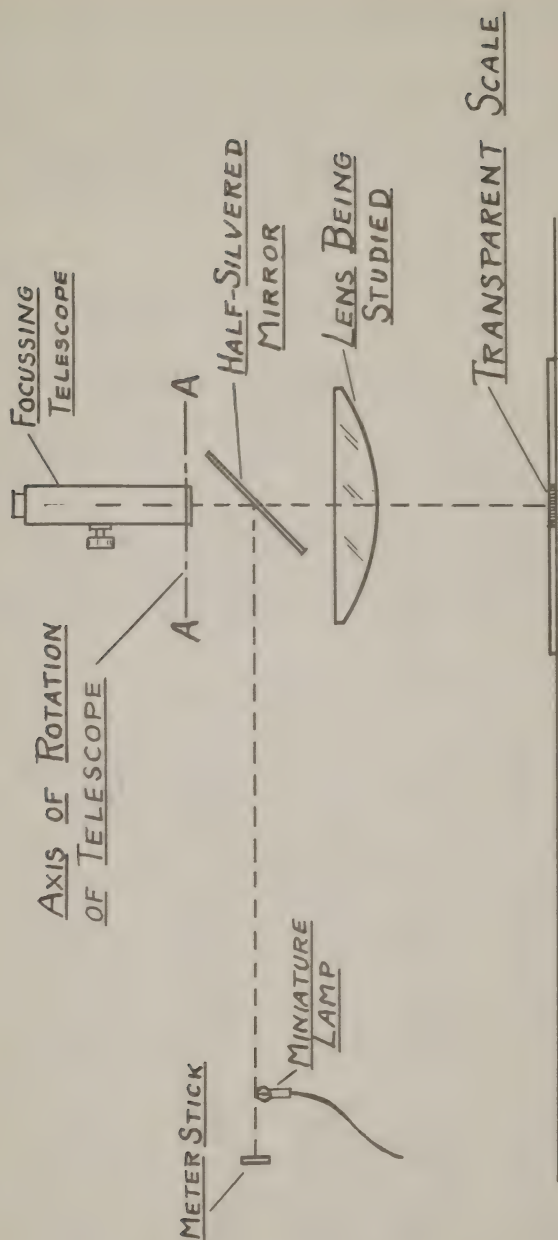 FOCUSSING
TELESCOPE
A
A
AXIS OF ROTATION
OF TELESCOPE
HALF-SILVERED
MIRROR
LENS BEING
STUDIED
METER STICK
MINIATURE
LAMP
TRANSPARENT SCALE